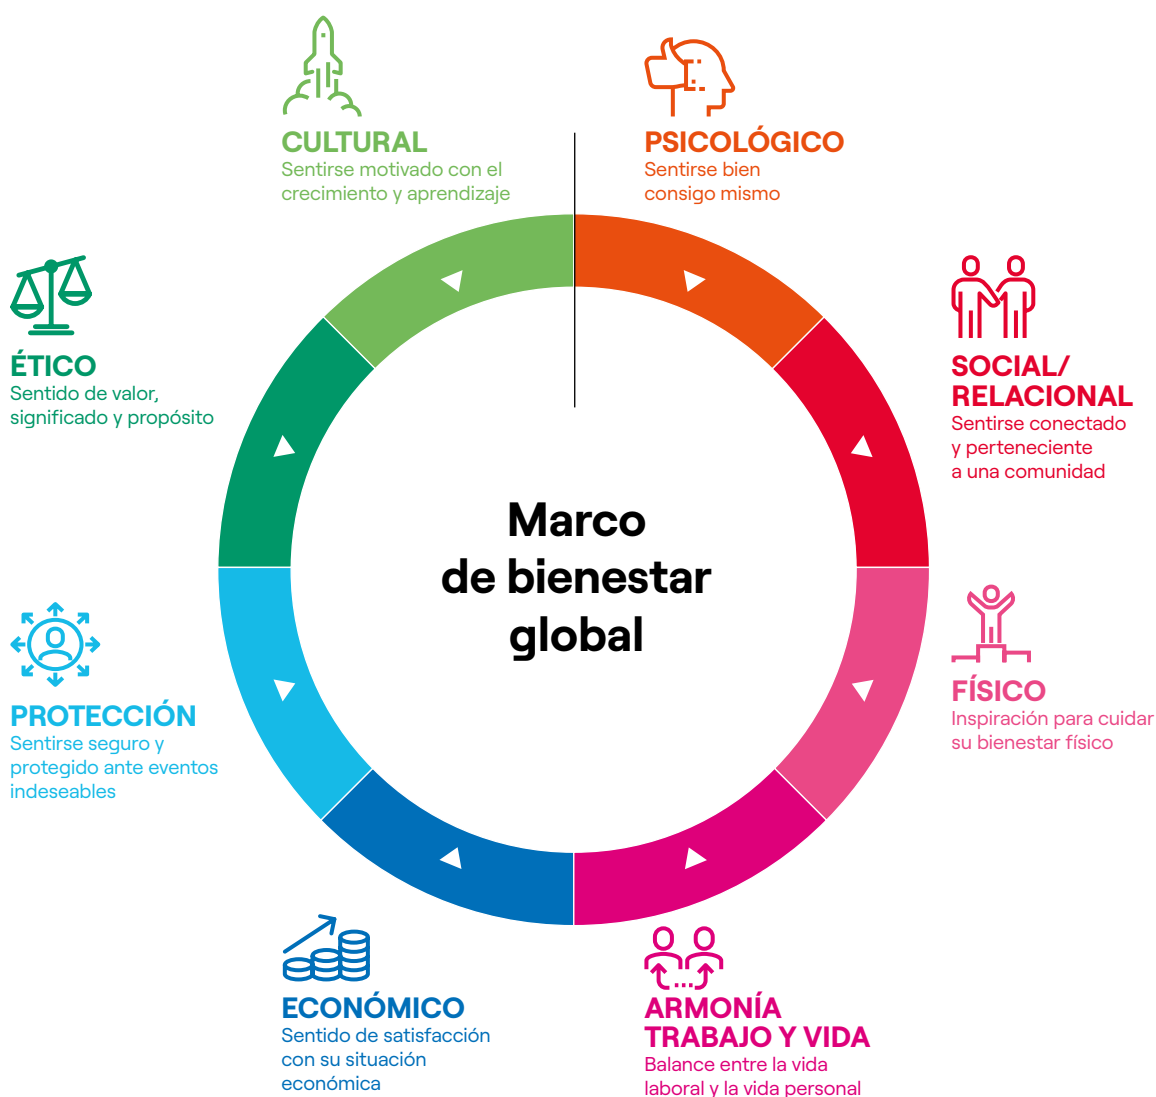 CULTURAL
Sentirse motivado con el
crecimiento y aprendizaje
PSICOLÓGICO
Sentirse bien
consigo mismo
ÉTICO
Sentido de valor,
significado y propósito
SOCIAL/
RELACIONAL
Sentirse conectado
y perteneciente
a una comunidad
Marco
de bienestar
global
PROTECCIÓN
Sentirse seguro y
protegido ante eventos
indeseables
FÍSICO
Inspiración para cuidar
su bienestar físico
ECONÓMICO
Sentido de satisfacción
con su situación
económica
ARMONÍA
TRABAJO Y VIDA
Balance entre la vida
laboral y la vida personal